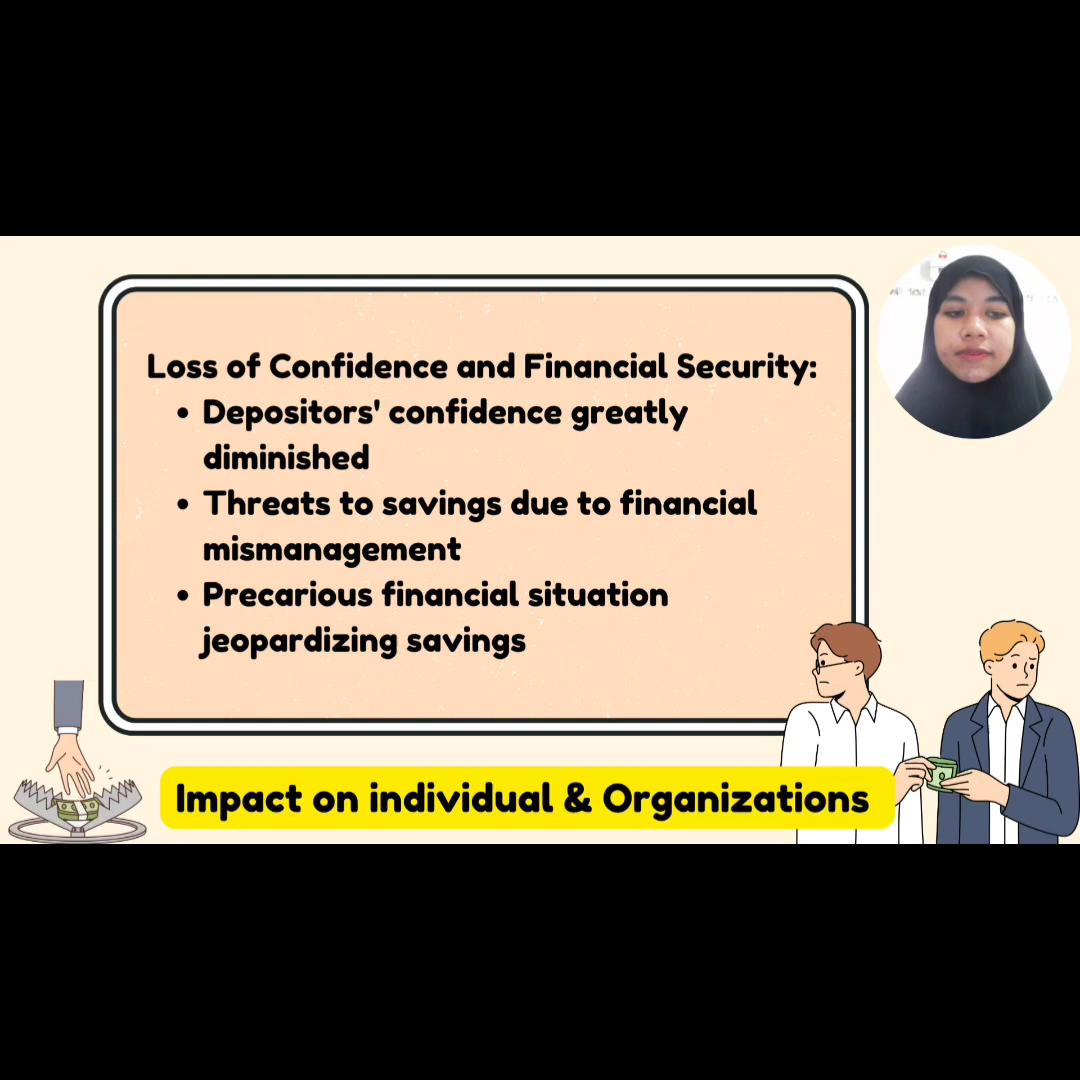 Loss of Confidence and Financial Security:
• Depositors' confidence greatly
diminished
• Threats to savings due to financial
mismanagement
• Precarious financial situation
jeopardizing savings
Impact on individual & Organizations